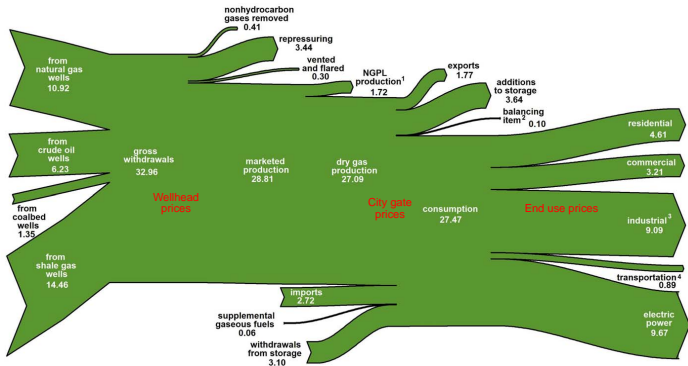 nonhydrocarbon
gases removed
0.41
repressuring
3.44
vented
and flared
0.30
NGPL
production¹
1.72
exports
1.77
additions
to storage
3.64
balancing
item²
0.10
from
natural gas
wells
10.92
from
crude oil
wells
6.23
from
coalbed
wells
1.35
from
shale gas
wells
14.46
gross
withdrawals
32.96
Wellhead
prices
marketed
production
28.81
dry gas
production
27.09
City gate
prices
consumption
27.47
End use prices
residential
4.61
commercial
3.21
industrial³
9.09
transportation⁴
0.89
electric
power
9.67
imports
2.72
supplemental
gaseous fuels
0.06
withdrawals
from storage
3.10